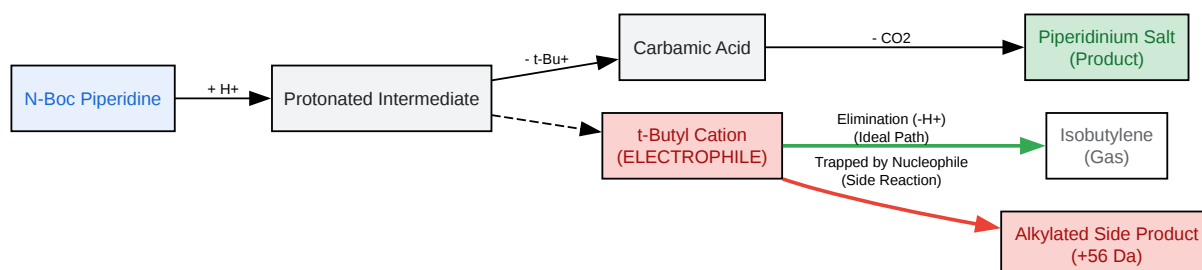 N-Boc Piperidine
+ H+
Protonated Intermediate
- t-Bu+
Carbamic Acid
- CO2
Piperidinium Salt
(Product)
t-Butyl Cation
(ELECTROPHILE)
Elimination (-H+)
(Ideal Path)
Isobutylene
(Gas)
Trapped by Nucleophile
(Side Reaction)
Alkylated Side Product
(+56 Da)